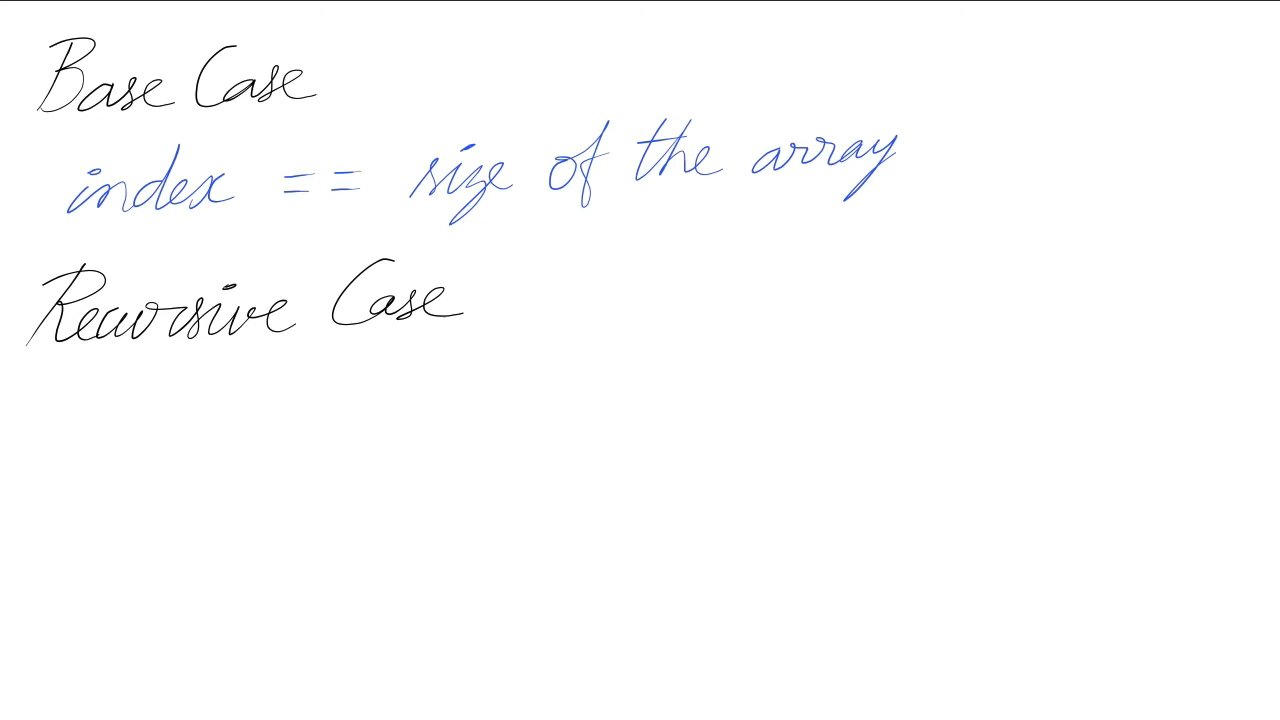 Base Case
index == size of the array
Recursive Case